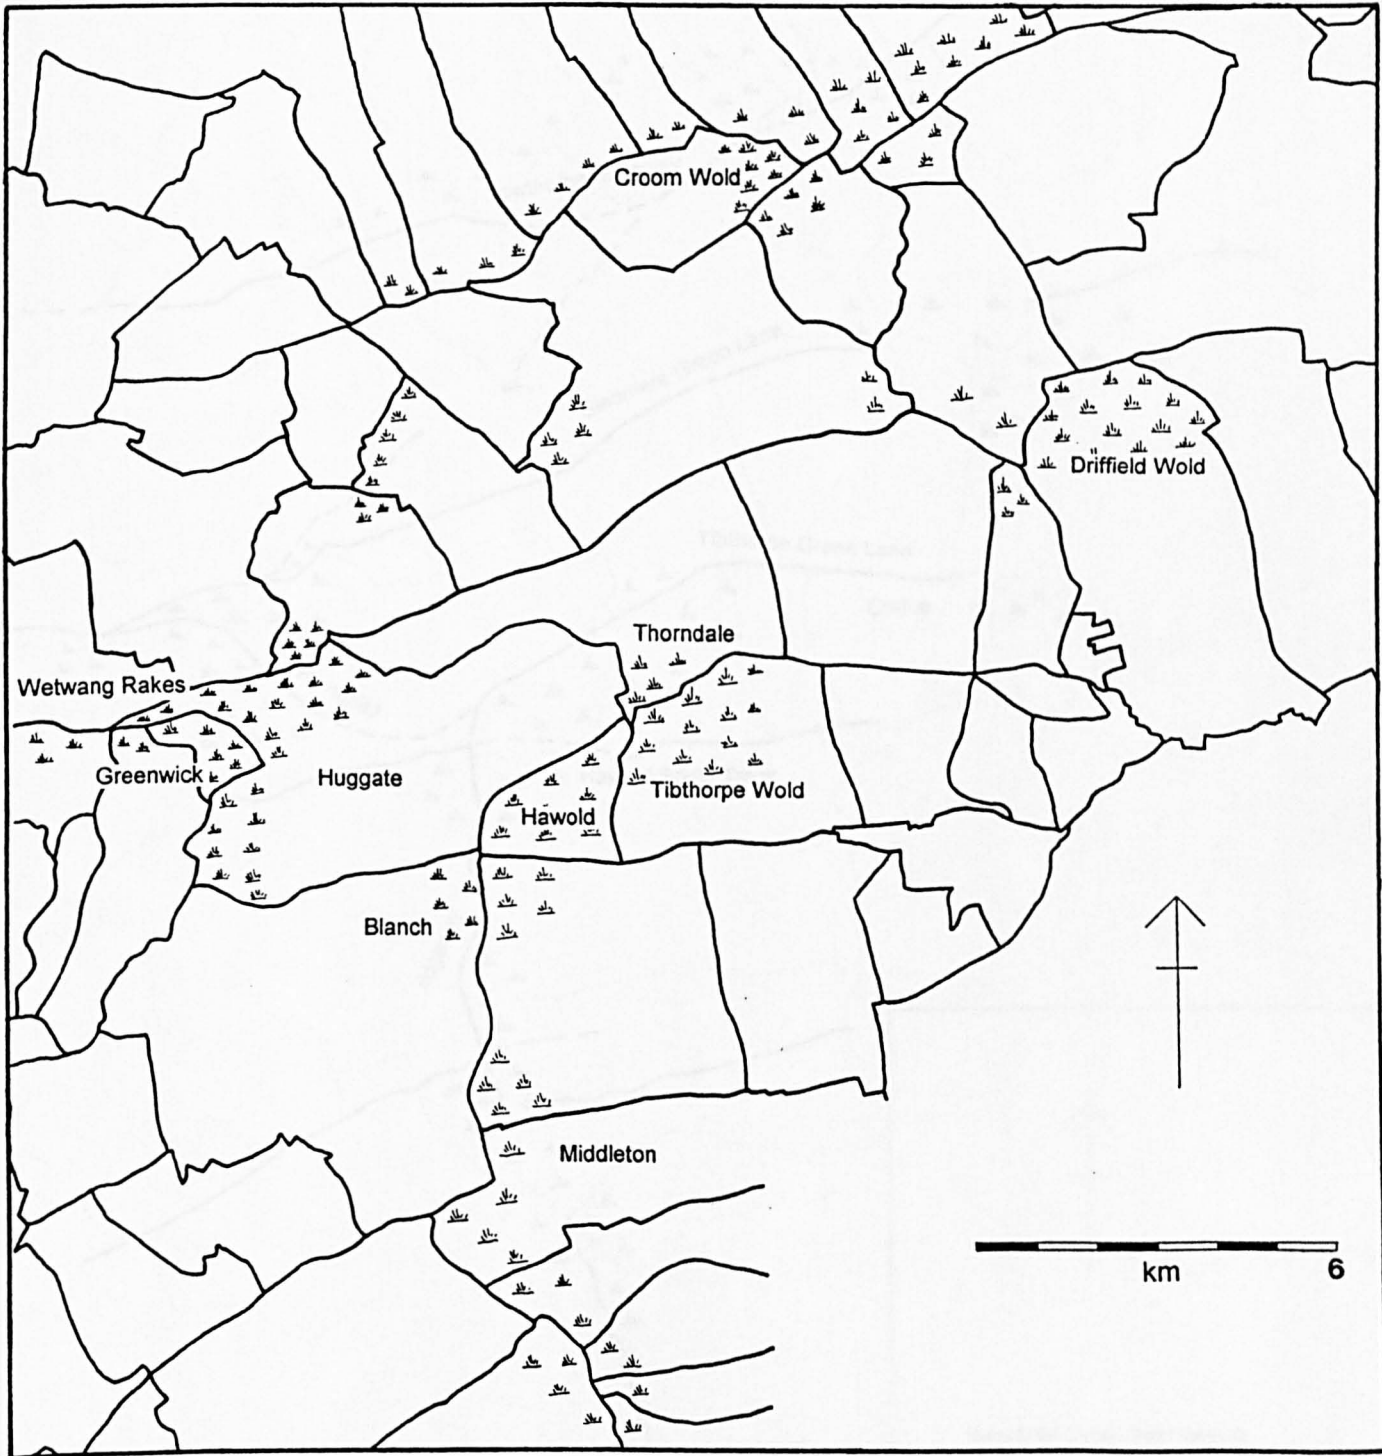 Croom Wold
Driffield Wold
Thorndale
Wetwang Rakes
Greenwick
Huggate
Tibthorpe Wold
Hawold
Blanch
Middleton
km
6